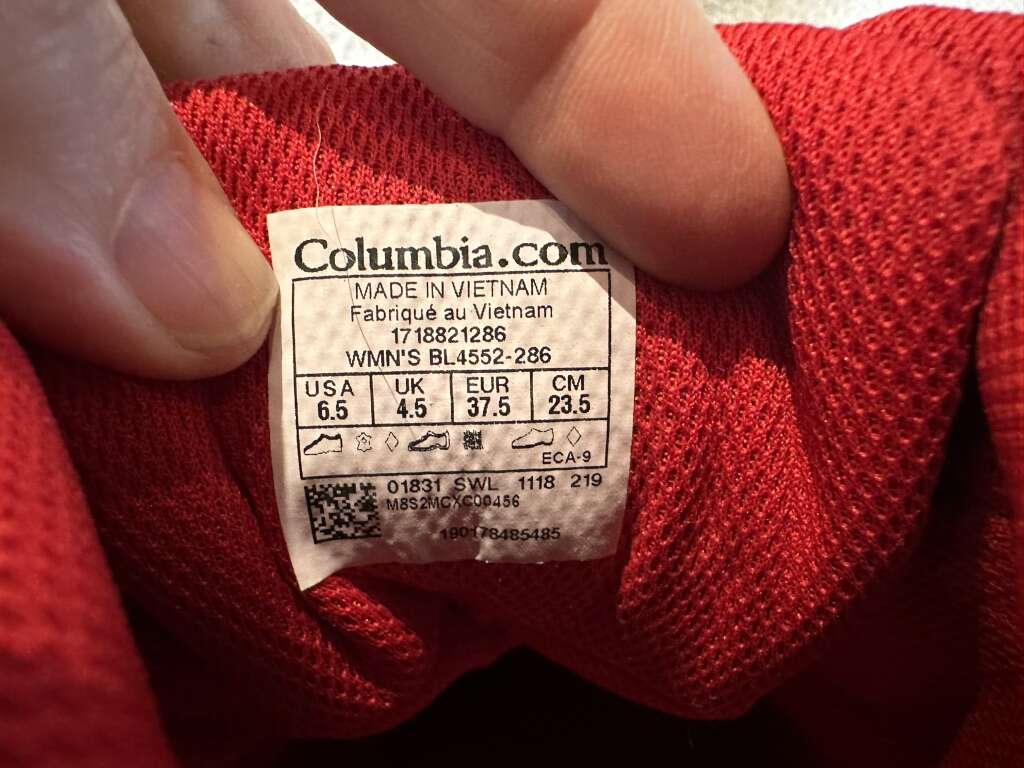 Columbia.com
MADE IN VIETNAM
Fabriqué au Vietnam
1718821286
WMN'S BL4552-286
USA UK EUR CM
6.5 4.5 37.5 23.5
ECA-9
01831 SWL 1118 219
M8S2MCXC00456
190178485485